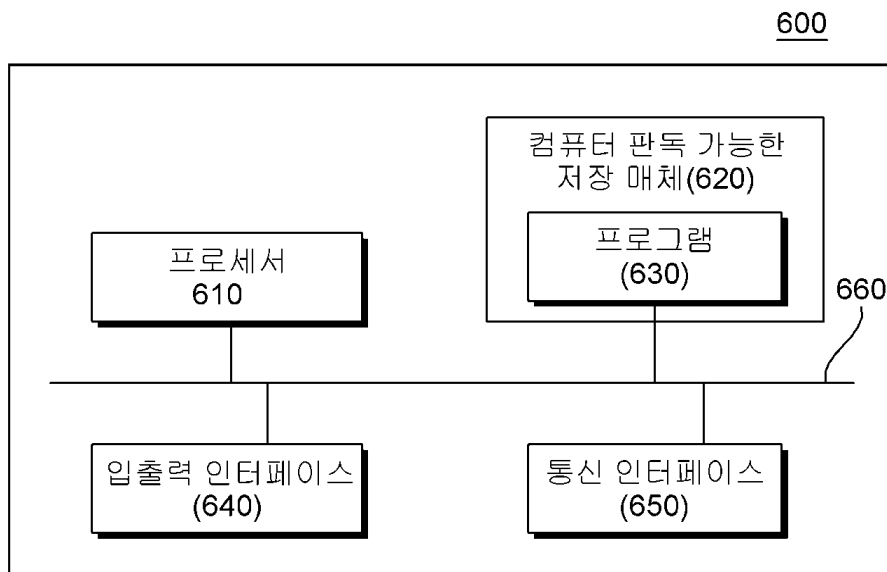 600
컴퓨터 판독 가능한
저장 매체(620)
프로그램
(630)
프로세서
610
660
입출력 인터페이스
(640)
통신 인터페이스
(650)